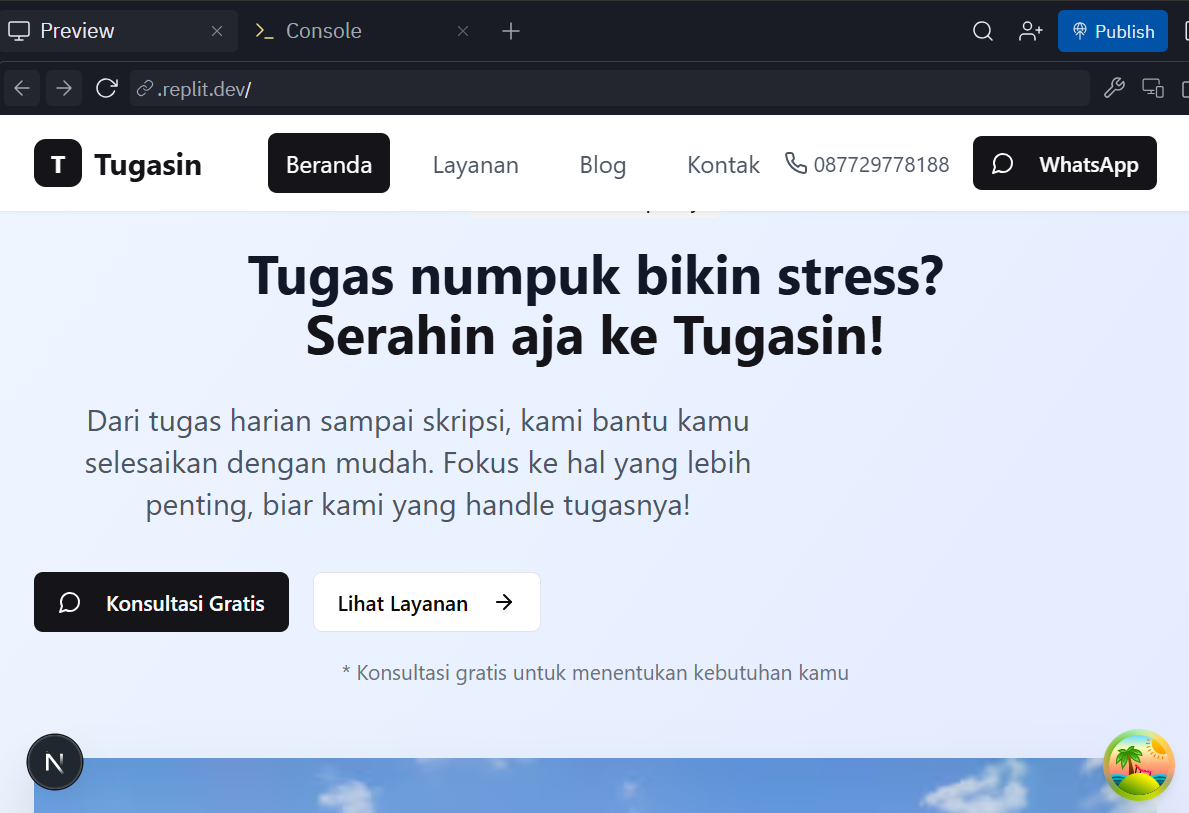 Preview
Console
Publish
.replit.dev/
T Tugasin
Beranda
Layanan
Blog
Kontak
087729778188
WhatsApp
Tugas numpuk bikin stress?
Serahin aja ke Tugasin!
Dari tugas harian sampai skripsi, kami bantu kamu
selesaikan dengan mudah. Fokus ke hal yang lebih
penting, biar kami yang handle tugasnya!
Konsultasi Gratis
Lihat Layanan
* Konsultasi gratis untuk menentukan kebutuhan kamu
N